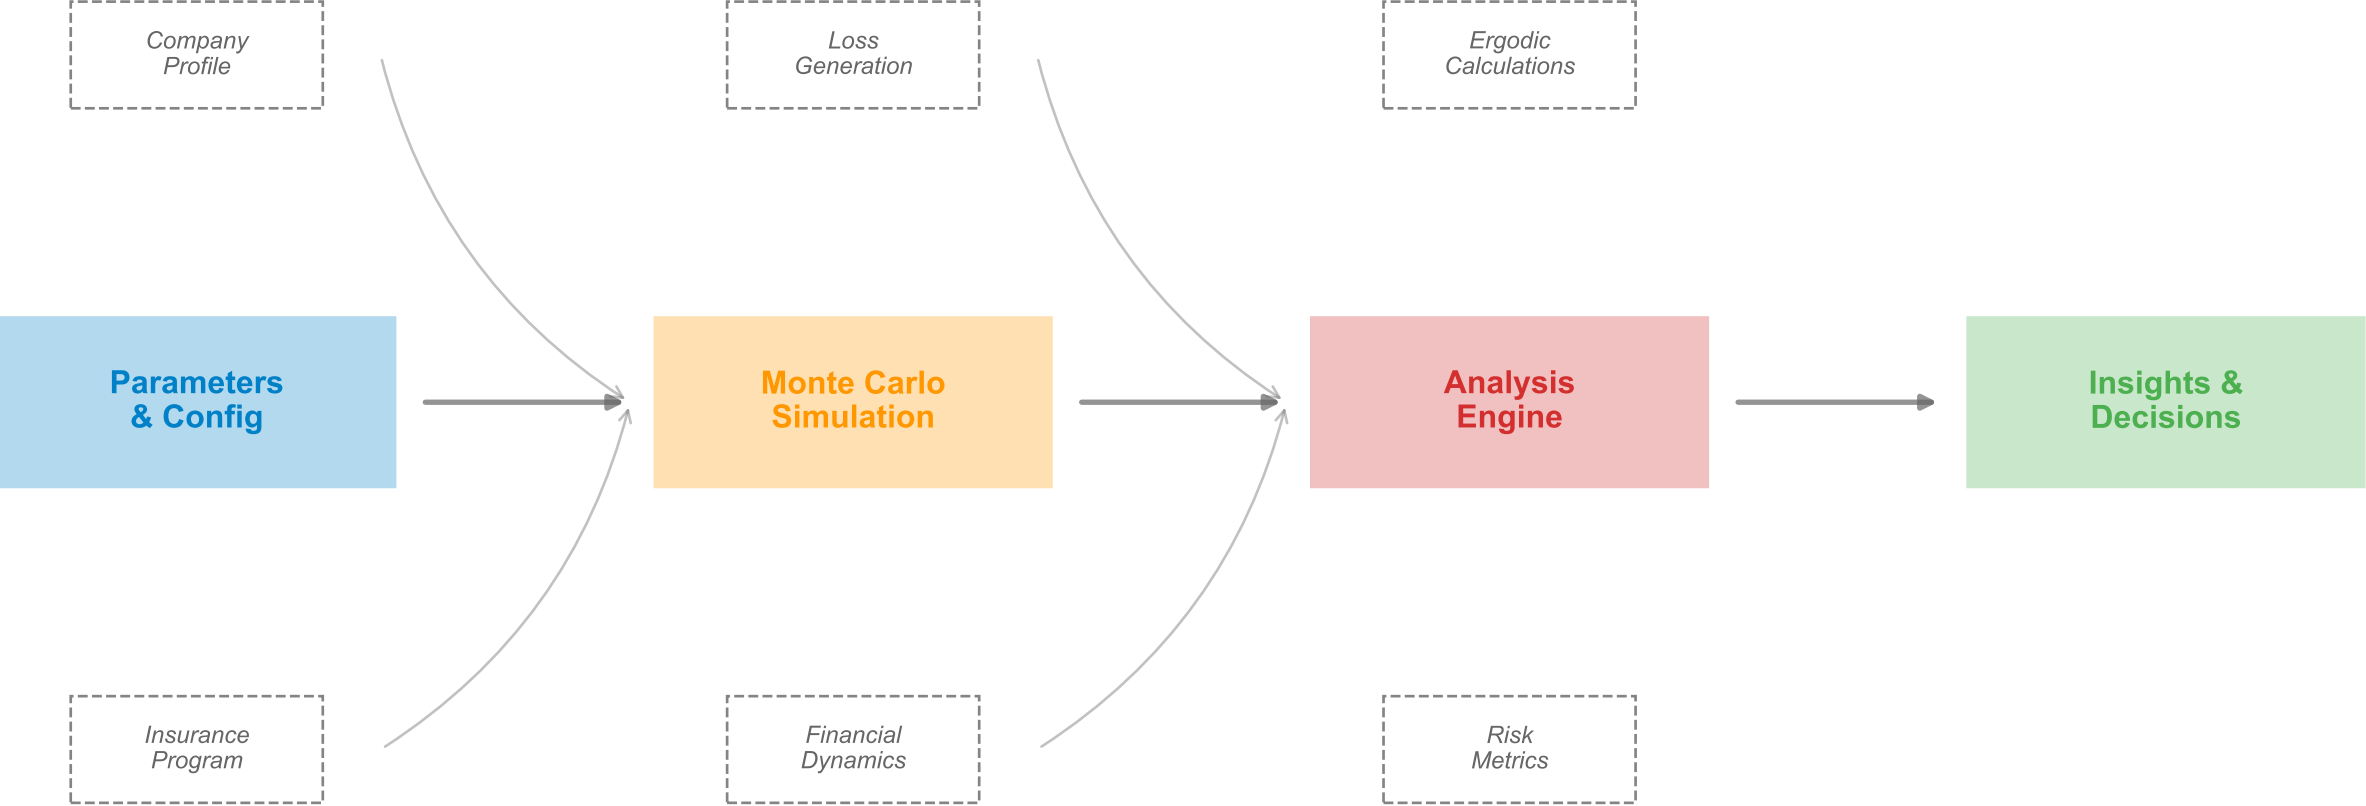 Company
Profile
Loss
Generation
Ergodic
Calculations
Parameters
& Config
Monte Carlo
Simulation
Analysis
Engine
Insights &
Decisions
Insurance
Program
Financial
Dynamics
Risk
Metrics